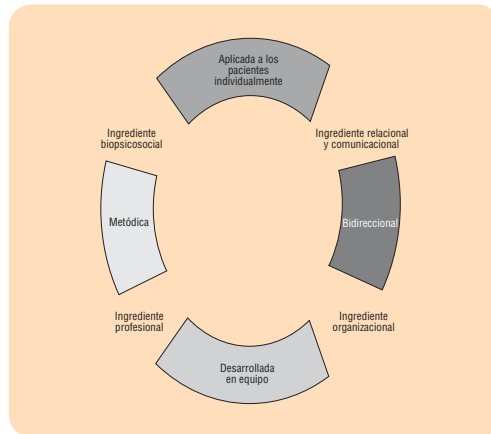 Aplicada a los
pacientes
individualmente
Ingrediente
biopsicosocial
Ingrediente relacional
y comunicacional
Metódica
Bidireccional
Ingrediente
profesional
Ingrediente
organizacional
Desarrollada
en equipo